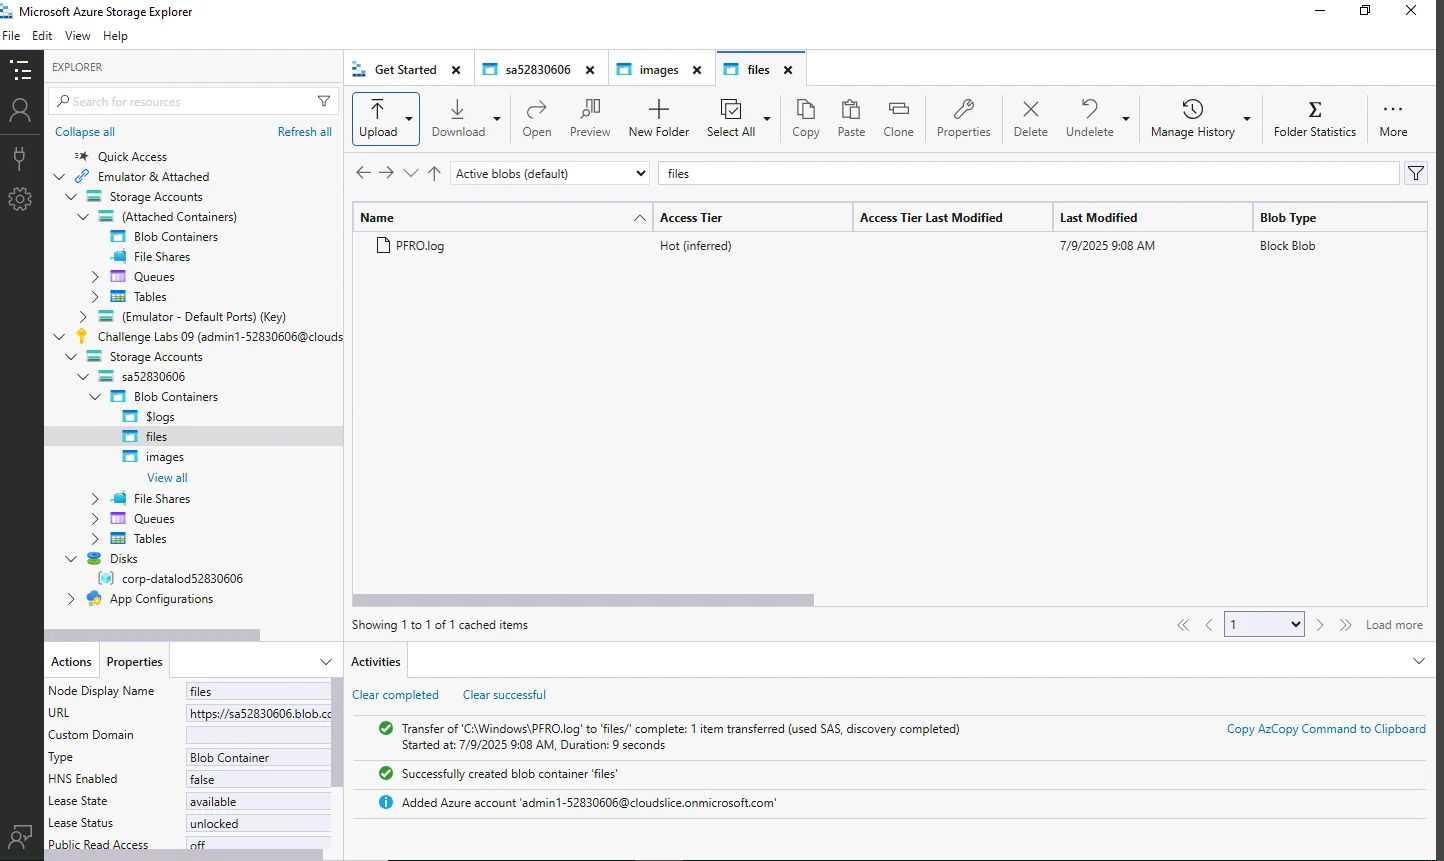 Microsoft Azure Storage Explorer
File Edit View Help
EXPLORER
Search for resources
Collapse all Refresh all
Quick Access
Emulator & Attached
Storage Accounts
(Attached Containers)
Blob Containers
File Shares
Queues
Tables
(Emulator - Default Ports) (Key)
Challenge Labs 09 (admin1-52830606@clouds
Storage Accounts
sa52830606
Blob Containers
$logs
files
images
View all
File Shares
Queues
Tables
Disks
corp-datalod52830606
App Configurations
Actions Properties
Node Display Name files
URL https://sa52830606.blob.co
Custom Domain
Type Blob Container
HNS Enabled false
Lease State available
Lease Status unlocked
Public Read Access off
Get Started sa52830606 images files
Upload Download Open Preview New Folder Select All Copy Paste Clone Properties Delete Undelete Manage History Folder Statistics More
Active blobs (default) files
Name Access Tier Access Tier Last Modified Last Modified Blob Type
PFRO.log Hot (inferred) 7/9/2025 9:08 AM Block Blob
Showing 1 to 1 of 1 cached items 1 Load more
Activities
Clear completed Clear successful
Transfer of 'C:\Windows\PFRO.log' to 'files/' complete: 1 item transferred (used SAS, discovery completed) Copy AzCopy Command to Clipboard
Started at: 7/9/2025 9:08 AM, Duration: 9 seconds
Successfully created blob container 'files'
Added Azure account 'admin1-52830606@cloudslice.onmicrosoft.com'